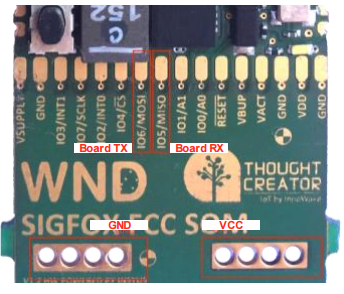 C
152
VSUPPLY
GND
IO3/INT1
IO7/SCLK
IO2/INT0
IO4/CS
IO6/MOSI
IO5/MISO
IO1/A1
IO0/A0
RESET
VBUP
VACT
GND
VDD
GND
Board TX
Board RX
WND
THOUGHT
CREATOR
IoT by InnoWave
SIGFOX FCC SOM
GND
VCC